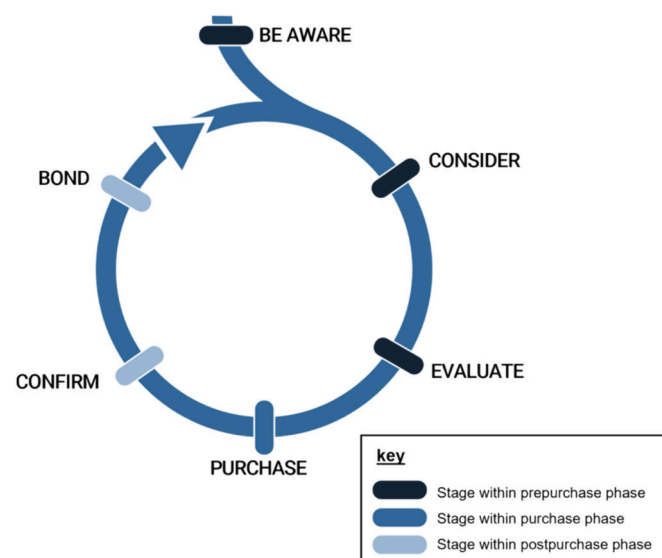 BE AWARE
CONSIDER
BOND
EVALUATE
CONFIRM
PURCHASE
key
Stage within prepurchase phase
Stage within purchase phase
Stage within postpurchase phase